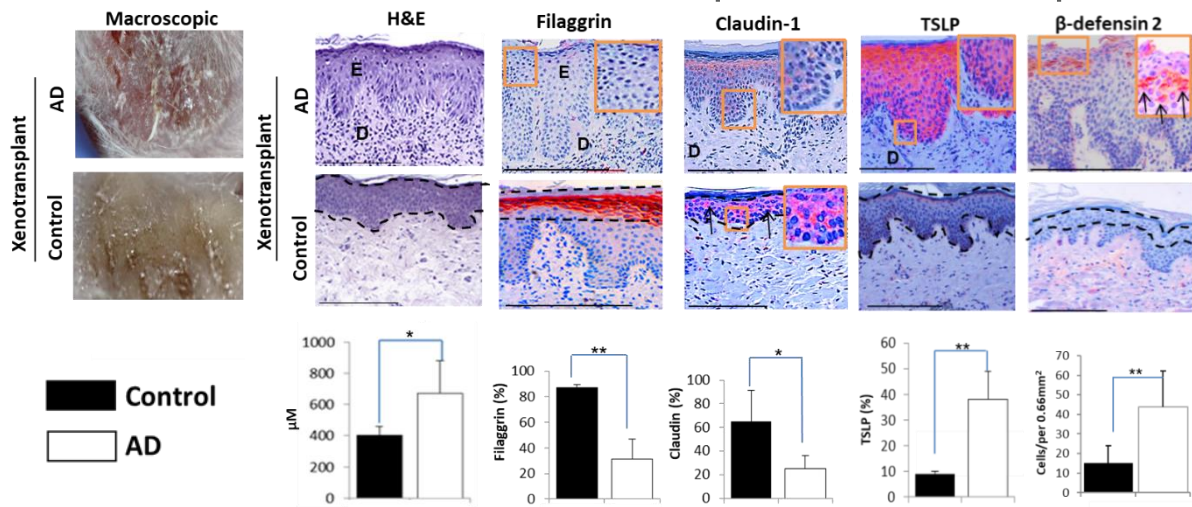 Macroscopic
H&E
Filaggrin
Claudin-1
TSLP
β-defensin 2
Xenotransplant
AD
Control
Xenotransplant
AD
Control
E
D
E
D
D
D
Control
AD
1000
800
600
400
200
0
µM
*
100
80
60
40
20
0
Filaggrin (%)
**
100
80
60
40
20
0
Claudin (%)
*
60
50
40
30
20
10
0
TSLP (%)
**
70
60
50
40
30
20
10
0
Cells/per 0.66mm²
**